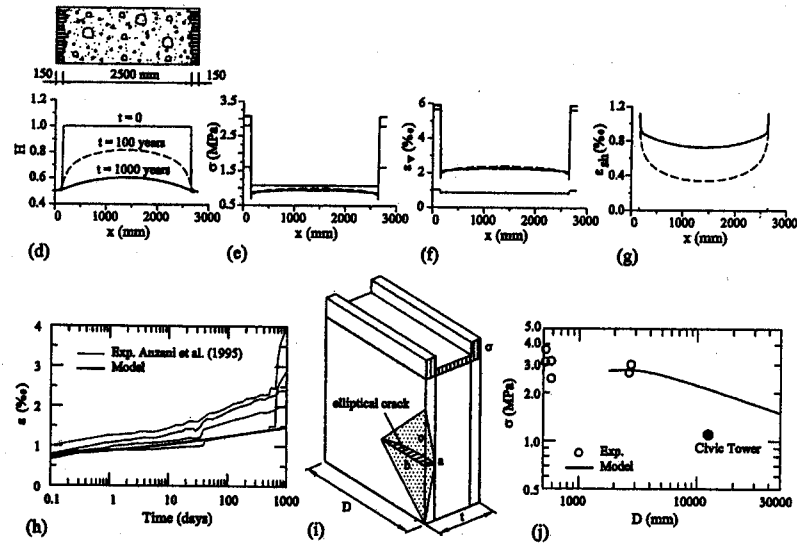 150 2500 mm 150
1.2
1.0
0.8
0.6
0.4
H
t = 0
t = 100 years
t = 1000 years
0 1000 2000 3000
x (mm)
(d)
3.5
3.0
2.5
2.0
1.5
1.0
0.5
σ (MPa)
0 1000 2000 3000
x (mm)
(e)
6
4
2
0
ε v (‰)
0 1000 2000 3000
x (mm)
(f)
1.2
0.8
0.4
0.0
ε sh (‰)
0 1000 2000 3000
x (mm)
(g)
4
3
2
1
0
ε (‰)
Exp. Anzani et al. (1995)
Model
0.1 1 10 100 1000
Time (days)
(h)
σ
elliptical crack
b
a
D
t
(i)
5.0
4.0
3.0
2.0
1.0
0.5
σ (MPa)
Exp.
Model
Civic Tower
1000 10000 30000
D (mm)
(j)